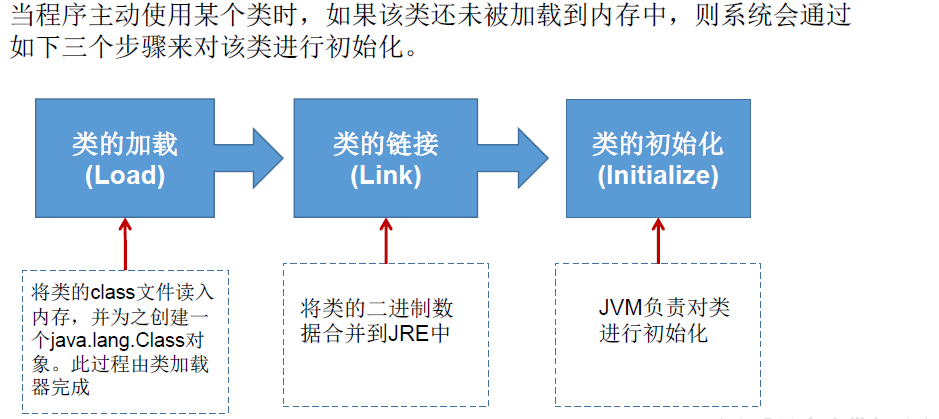 当程序主动使用某个类时，如果该类还未被加载到内存中，则系统会通过
如下三个步骤来对该类进行初始化。
类的加载
(Load)
类的链接
(Link)
类的初始化
(Initialize)
将类的class文件读入
内存，并为之创建一
个java.lang.Class对
象。此过程由类加载
器完成
将类的二进制数
据合并到JRE中
JVM负责对类
进行初始化